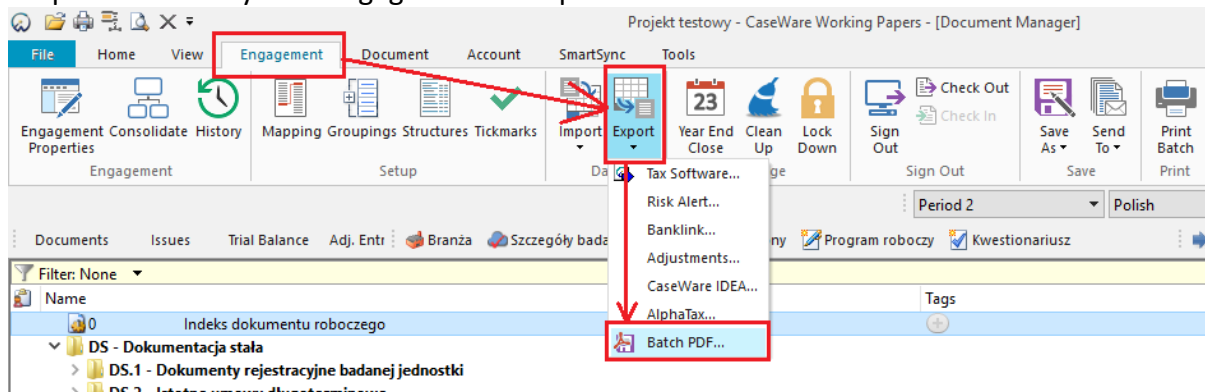 Projekt testowy - CaseWare Working Papers - [Document Manager]
File Home View Engagement Document Account SmartSync Tools
Engagement Properties Consolidate History Mapping Groupings Structures Tickmarks Import Export 23 Year End Close Clean Up Lock Down Sign Out Check Out Check In Save As Send To Print Batch
Engagement Setup Sign Out Save Print
Tax Software...
Risk Alert...
Banklink...
Adjustments...
CaseWare IDEA...
AlphaTax...
Batch PDF...
Period 2 Polish
Documents Issues Trial Balance Adj. Entr Branża Szczegóły bada ny Program roboczy Kwestionariusz
Filter: None
Name Tags
0 Indeks dokumentu roboczego
DS - Dokumentacja stała
DS.1 - Dokumenty rejestracyjne badanej jednostki